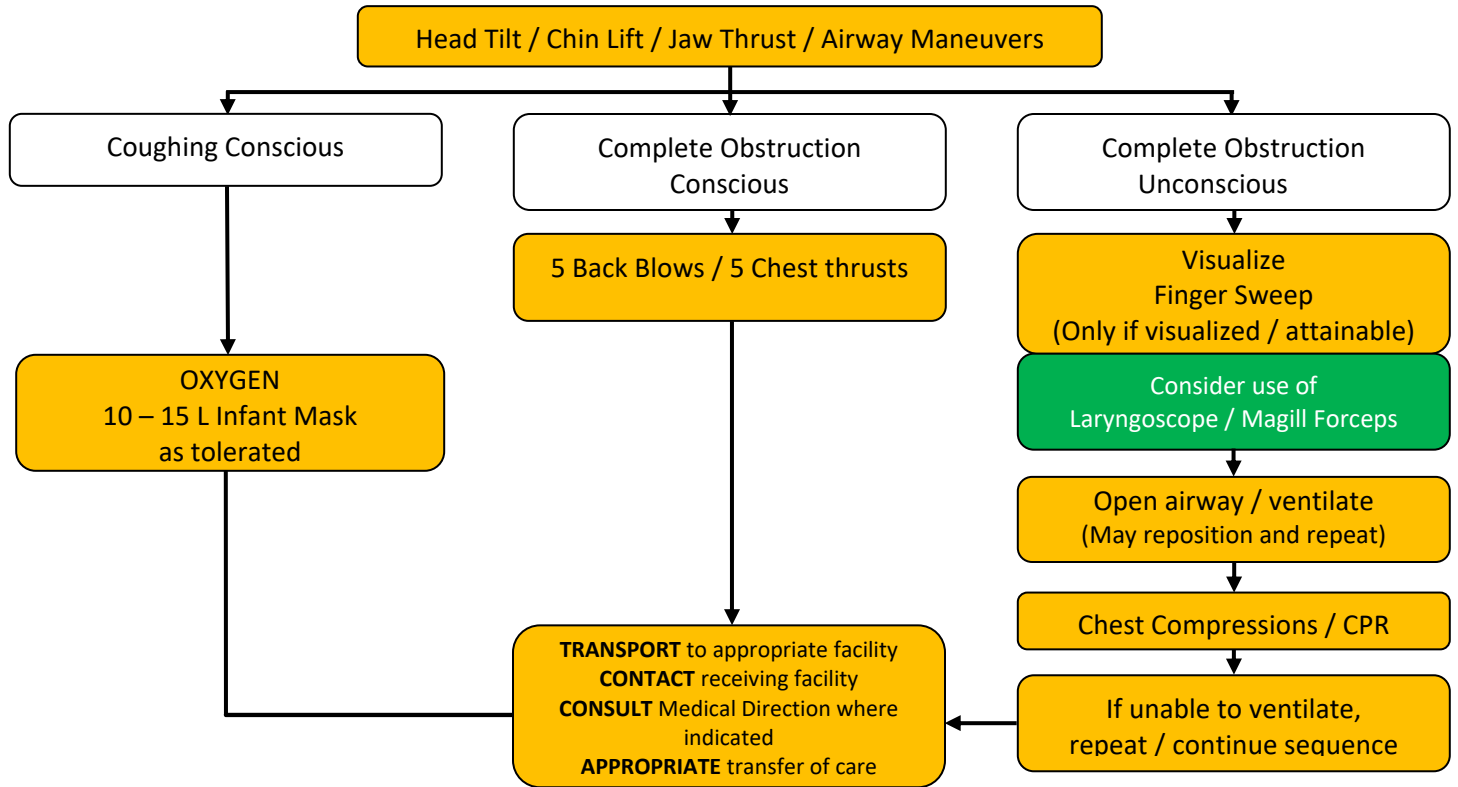 Head Tilt / Chin Lift / Jaw Thrust / Airway Maneuvers
Coughing Conscious
Complete Obstruction
Conscious
Complete Obstruction
Unconscious
5 Back Blows / 5 Chest thrusts
Visualize
Finger Sweep
(Only if visualized / attainable)
Consider use of
Laryngoscope / Magill Forceps
OXYGEN
10 – 15 L Infant Mask
as tolerated
Open airway / ventilate
(May reposition and repeat)
Chest Compressions / CPR
TRANSPORT to appropriate facility
CONTACT receiving facility
CONSULT Medical Direction where
indicated
APPROPRIATE transfer of care
If unable to ventilate,
repeat / continue sequence